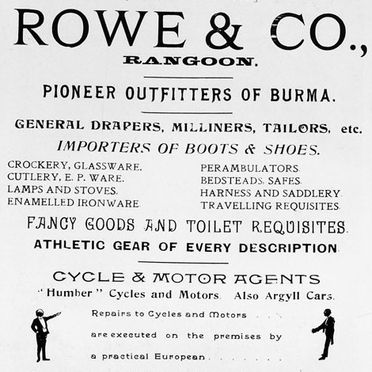 ROWE & CO.,
RANGOON.
PIONEER OUTFITTERS OF BURMA.
GENERAL DRAPERS, MILLINERS, TAILORS, etc.
IMPORTERS OF BOOTS & SHOES.
CROCKERY, GLASSWARE.
CUTLERY, E. P. WARE.
LAMPS AND STOVES.
ENAMELLED IRONWARE
PERAMBULATORS.
BEDSTEADS, SAFES.
HARNESS AND SADDLERY.
TRAVELLING REQUISITES.
FANCY GOODS AND TOILET REQUISITES.
ATHLETIC GEAR OF EVERY DESCRIPTION.
CYCLE & MOTOR AGENTS
"Humber" Cycles and Motors. Also Argyll Cars.
Repairs to Cycles and Motors . . .
are executed on the premises by
a practical European . . . . . . . .